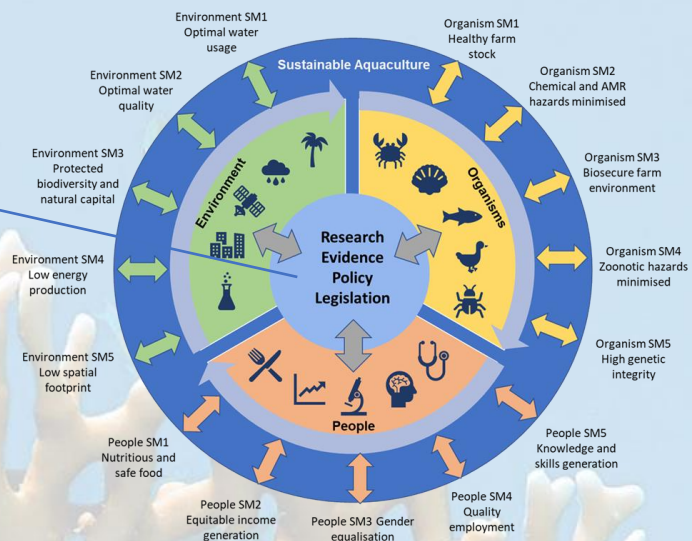 Sustainable Aquaculture
Environment SM1
Optimal water
usage
Environment SM2
Optimal water
quality
Environment SM3
Protected
biodiversity and
natural capital
Environment SM4
Low energy
production
Environment SM5
Low spatial
footprint
Organism SM1
Healthy farm
stock
Organism SM2
Chemical and AMR
hazards minimised
Organism SM3
Biosecure farm
environment
Organism SM4
Zoonotic hazards
minimised
Organism SM5
High genetic
integrity
People SM1
Nutritious and
safe food
People SM2
Equitable income
generation
People SM3 Gender
equalisation
People SM4
Quality
employment
People SM5
Knowledge and
skills generation
Environment
Organisms
People
Research
Evidence
Policy
Legislation